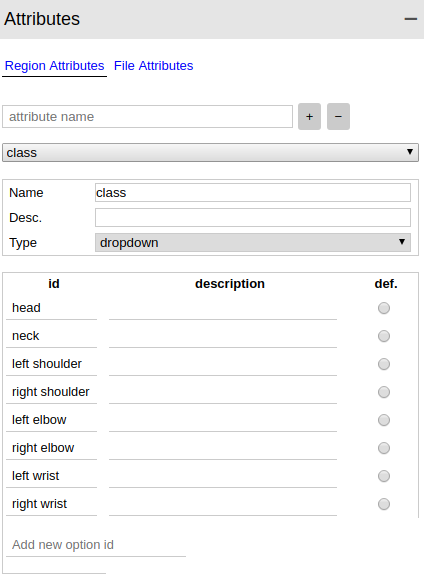 Attributes −
Region Attributes File Attributes
attribute name + −
class
Name class
Desc.
Type dropdown
id description def.
head
neck
left shoulder
right shoulder
left elbow
right elbow
left wrist
right wrist
Add new option id